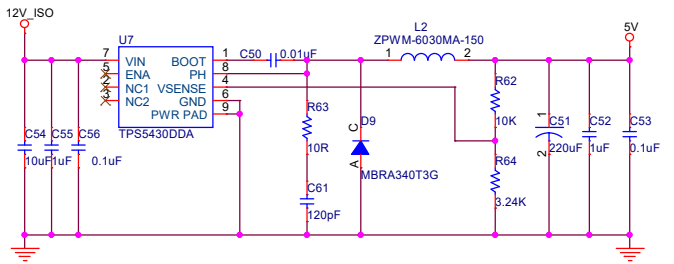 12V_ISO
5V
U7
L2
ZPWM-6030MA-150
C50 0.01uF
7 VIN BOOT 1
5 ENA PH 8
2 NC1 VSENSE 4
3 NC2 GND 6
PWR PAD 9
TPS5430DDA
1 2
R62
10K
R63
10R
D9
C
A
MBRA340T3G
C54 C55 C56
10uF 1uF 0.1uF
C51 C52 C53
1
2
220uF 1uF 0.1uF
R64
3.24K
C61
120pF